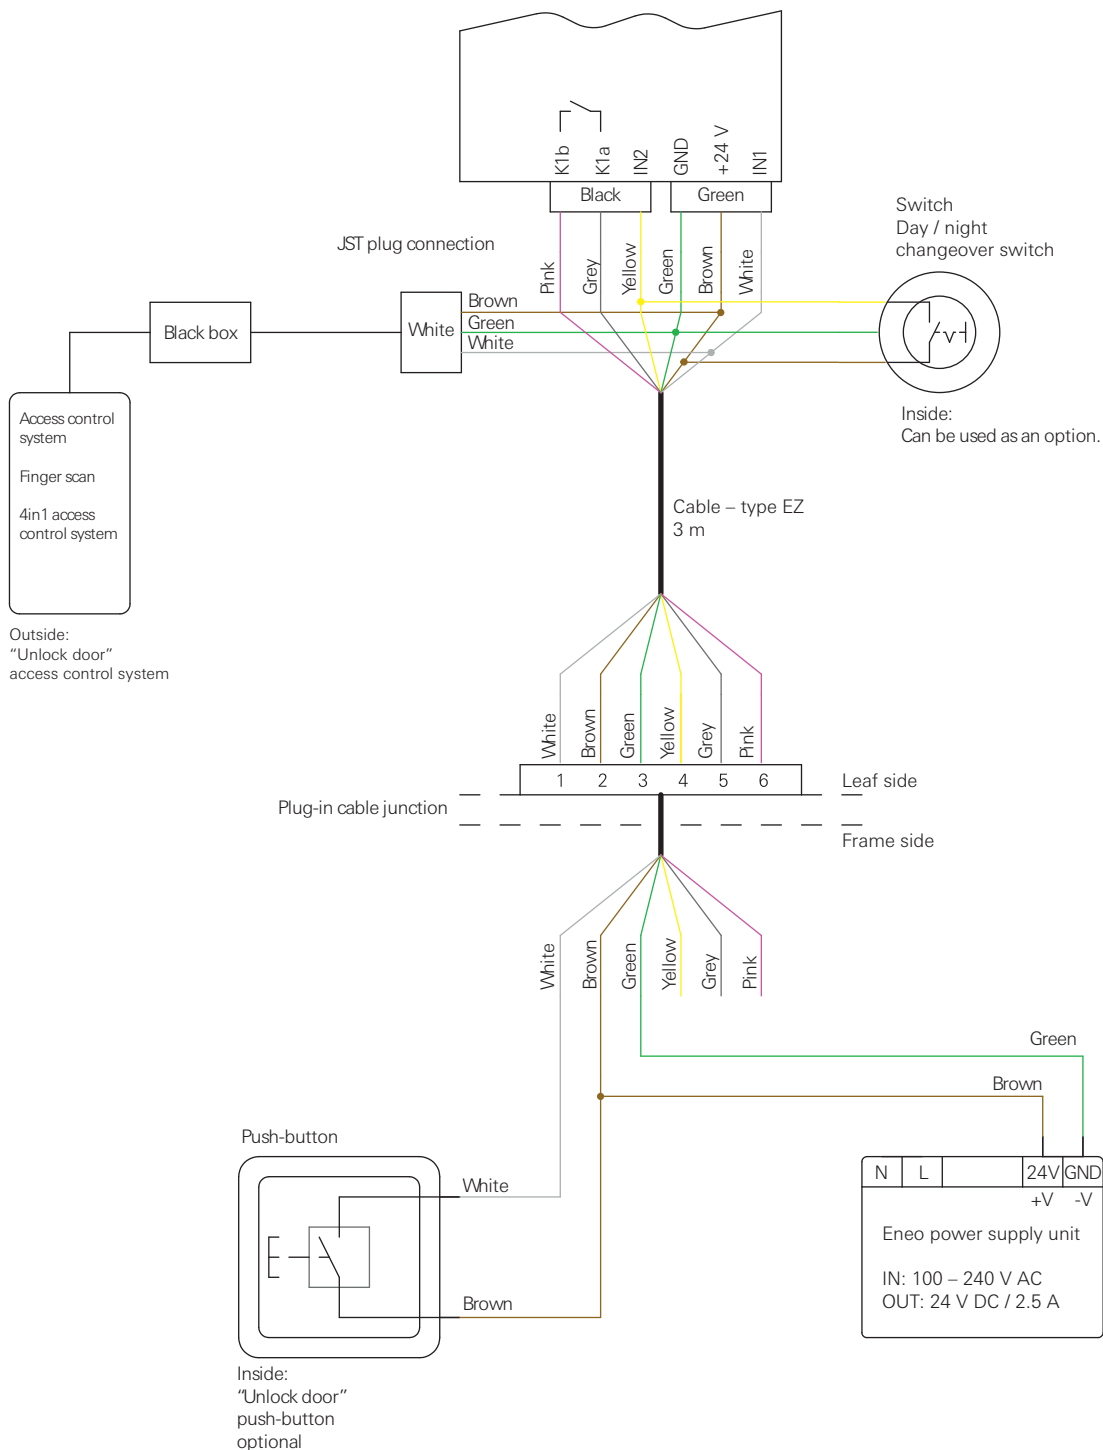 K1b
K1a
IN2
GND
+24 V
IN1
Black
Green
JST plug connection
Pink
Grey
Yellow
Green
Brown
White
Switch
Day / night
changeover switch
Black box
White
Brown
Green
White
Inside:
Can be used as an option.
Access control
system
Finger scan
4in1 access
control system
Outside:
“Unlock door”
access control system
Cable – type EZ
3 m
White
Brown
Green
Yellow
Grey
Pink
1 2 3 4 5 6
Leaf side
Plug-in cable junction
Frame side
White
Brown
Green
Yellow
Grey
Pink
Green
Brown
Push-button
White
Brown
Inside:
“Unlock door”
push-button
optional
N L 24V GND
+V -V
Eneo power supply unit
IN: 100 – 240 V AC
OUT: 24 V DC / 2.5 A